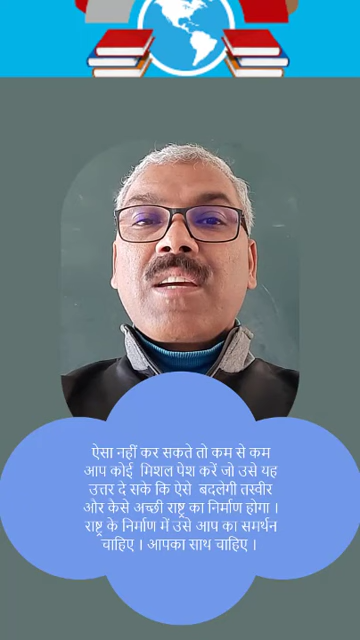 ऐसा नहीं कर सकते तो कम से कम
आप कोई  मिशल पेश करें जो उसे यह
उत्तर दे सके कि ऐसे  बदलेगी तस्वीर
और केसे अच्छी राष्ट्र का निर्माण होगा ।
राष्ट्र के निर्माण में उसे आप का समर्थन
चाहिए । आपका साथ चाहिए ।